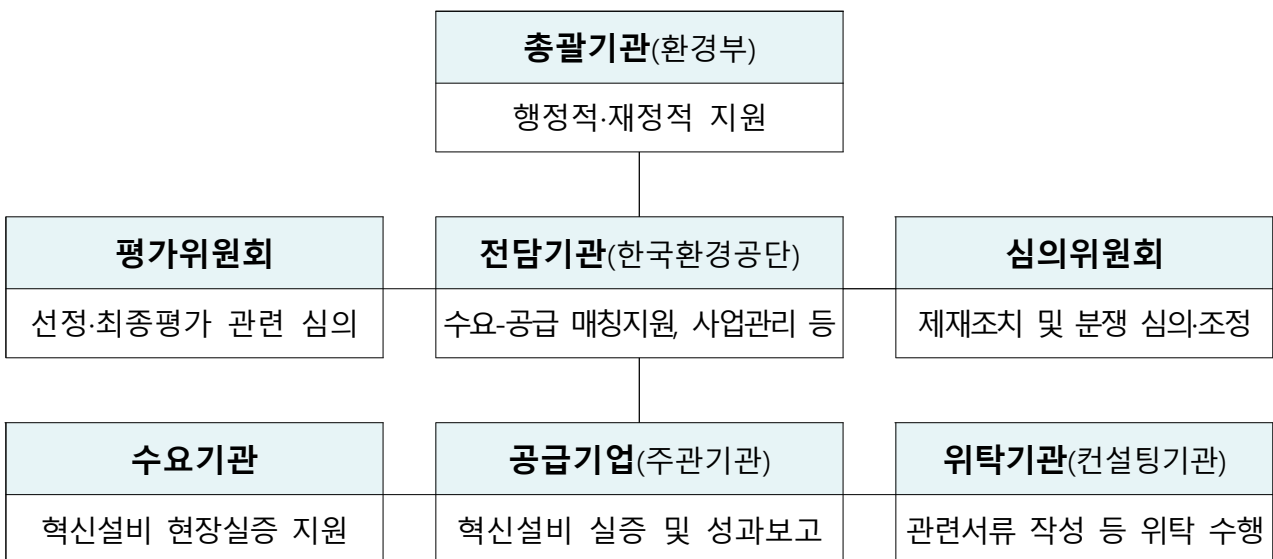 총괄기관(환경부)
행정적·재정적 지원
평가위원회
선정·최종평가 관련 심의
전담기관(한국환경공단)
수요-공급 매칭지원, 사업관리 등
심의위원회
제재조치 및 분쟁 심의·조정
수요기관
혁신설비 현장실증 지원
공급기업(주관기관)
혁신설비 실증 및 성과보고
위탁기관(컨설팅기관)
관련서류 작성 등 위탁 수행